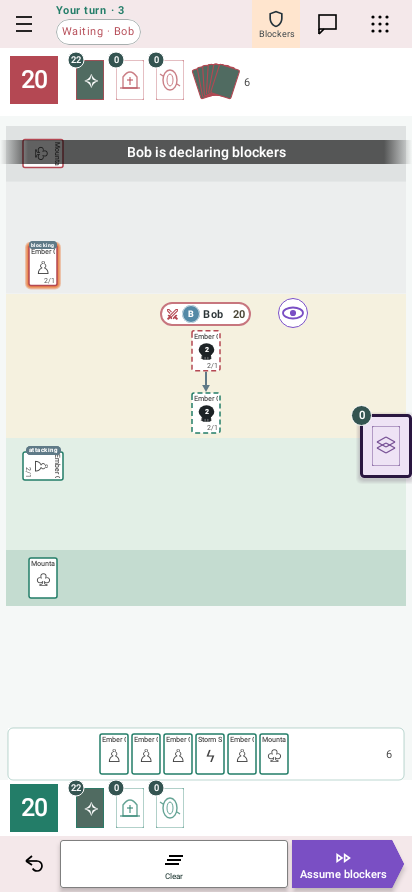 Your turn · 3
Waiting · Bob
Blockers
20
22
0
0
6
Mounta
Bob is declaring blockers
blocking
Ember (
2/1
B Bob 20
Ember (
2
2/1
Ember (
2
2/1
0
attacking
Ember (
2/1
Mounta
Ember (
Ember (
Ember (
Storm S
Ember (
Mounta
6
20
22
0
0
Clear
Assume blockers